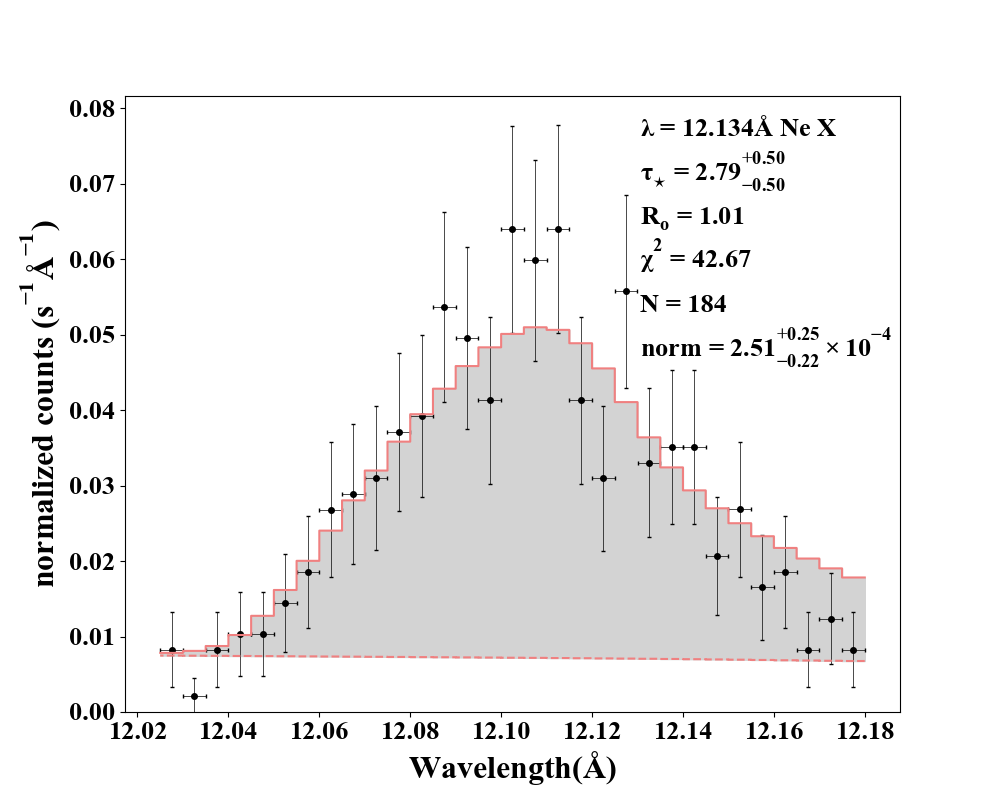 0.08
0.07
0.06
0.05
0.04
0.03
0.02
0.01
0.00
normalized counts (s⁻¹ Å⁻¹)
λ = 12.134Å Ne X
τ⋆ = 2.79 +0.50 −0.50
Rₒ = 1.01
χ² = 42.67
N = 184
norm = 2.51 +0.25 −0.22 × 10⁻⁴
12.02 12.04 12.06 12.08 12.10 12.12 12.14 12.16 12.18
Wavelength(Å)